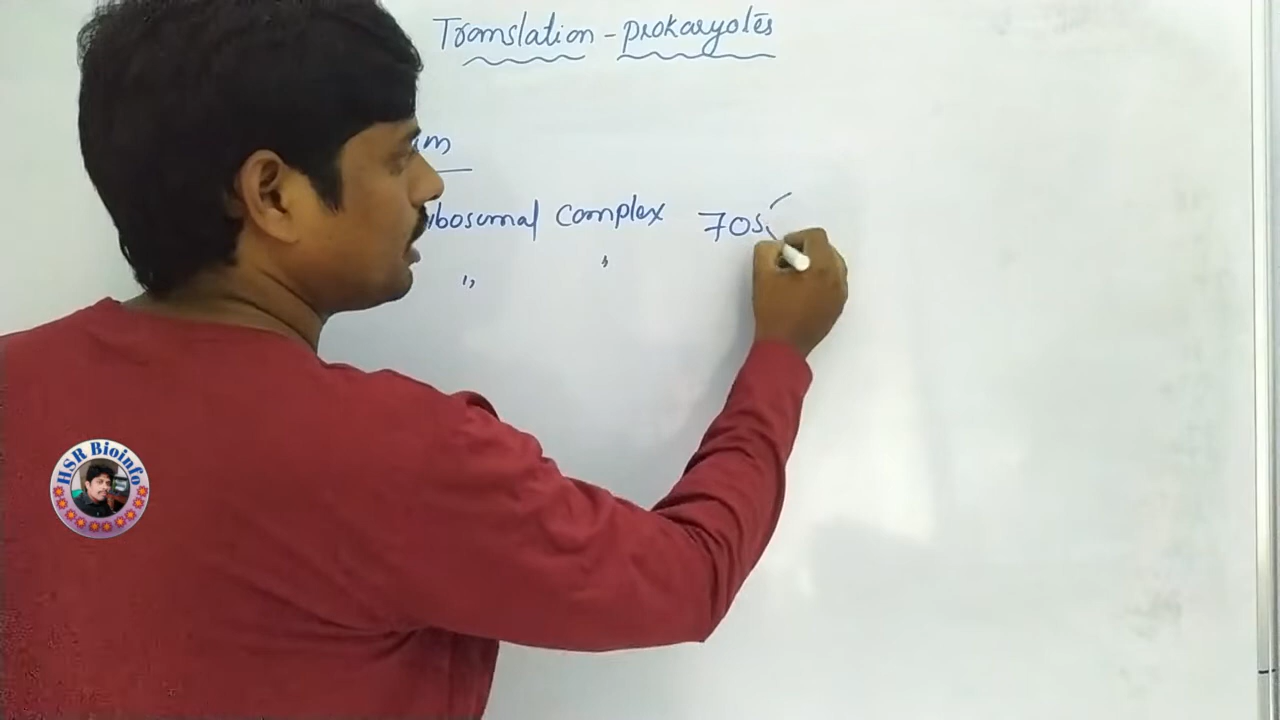 Translation - prokaryotes
ibosomal complex 70s
" "
HSR Bioinfo